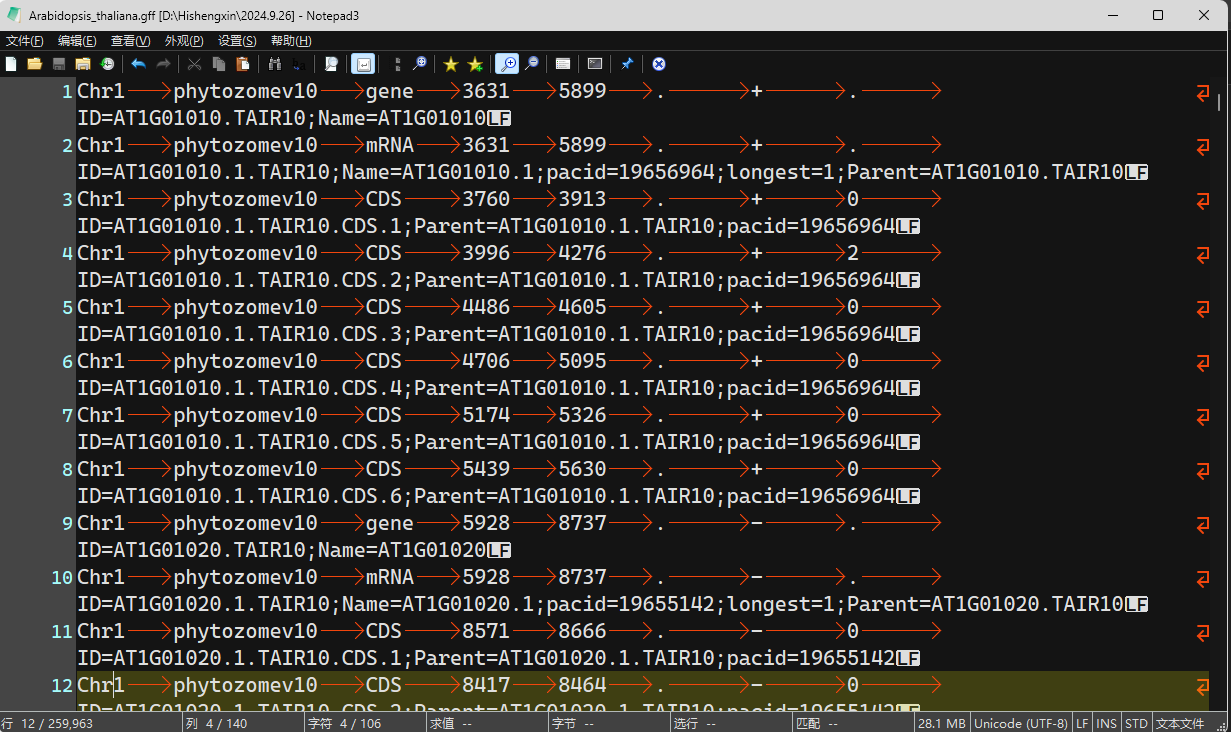 Arabidopsis_thaliana.gff [D:\Hishengxin\2024.9.26] - Notepad3
文件(F) 编辑(E) 查看(V) 外观(P) 设置(S) 帮助(H)
1 Chr1 phytozomev10 gene 3631 5899 . + .
ID=AT1G01010.TAIR10;Name=AT1G01010LF
2 Chr1 phytozomev10 mRNA 3631 5899 . + .
ID=AT1G01010.1.TAIR10;Name=AT1G01010.1;pacid=19656964;longest=1;Parent=AT1G01010.TAIR10LF
3 Chr1 phytozomev10 CDS 3760 3913 . + 0
ID=AT1G01010.1.TAIR10.CDS.1;Parent=AT1G01010.1.TAIR10;pacid=19656964LF
4 Chr1 phytozomev10 CDS 3996 4276 . + 2
ID=AT1G01010.1.TAIR10.CDS.2;Parent=AT1G01010.1.TAIR10;pacid=19656964LF
5 Chr1 phytozomev10 CDS 4486 4605 . + 0
ID=AT1G01010.1.TAIR10.CDS.3;Parent=AT1G01010.1.TAIR10;pacid=19656964LF
6 Chr1 phytozomev10 CDS 4706 5095 . + 0
ID=AT1G01010.1.TAIR10.CDS.4;Parent=AT1G01010.1.TAIR10;pacid=19656964LF
7 Chr1 phytozomev10 CDS 5174 5326 . + 0
ID=AT1G01010.1.TAIR10.CDS.5;Parent=AT1G01010.1.TAIR10;pacid=19656964LF
8 Chr1 phytozomev10 CDS 5439 5630 . + 0
ID=AT1G01010.1.TAIR10.CDS.6;Parent=AT1G01010.1.TAIR10;pacid=19656964LF
9 Chr1 phytozomev10 gene 5928 8737 . - .
ID=AT1G01020.TAIR10;Name=AT1G01020LF
10 Chr1 phytozomev10 mRNA 5928 8737 . - .
ID=AT1G01020.1.TAIR10;Name=AT1G01020.1;pacid=19655142;longest=1;Parent=AT1G01020.TAIR10LF
11 Chr1 phytozomev10 CDS 8571 8666 . - 0
ID=AT1G01020.1.TAIR10.CDS.1;Parent=AT1G01020.1.TAIR10;pacid=19655142LF
12 Chr1 phytozomev10 CDS 8417 8464 . - 0
ID=AT1G01020.1.TAIR10.CDS.2;Parent=AT1G01020.1.TAIR10;pacid=19655142LF
行 12 / 259,963 列 4 / 140 字符 4 / 106 求值 -- 字节 -- 选行 -- 匹配 -- 28.1 MB Unicode (UTF-8) LF INS STD 文本文件